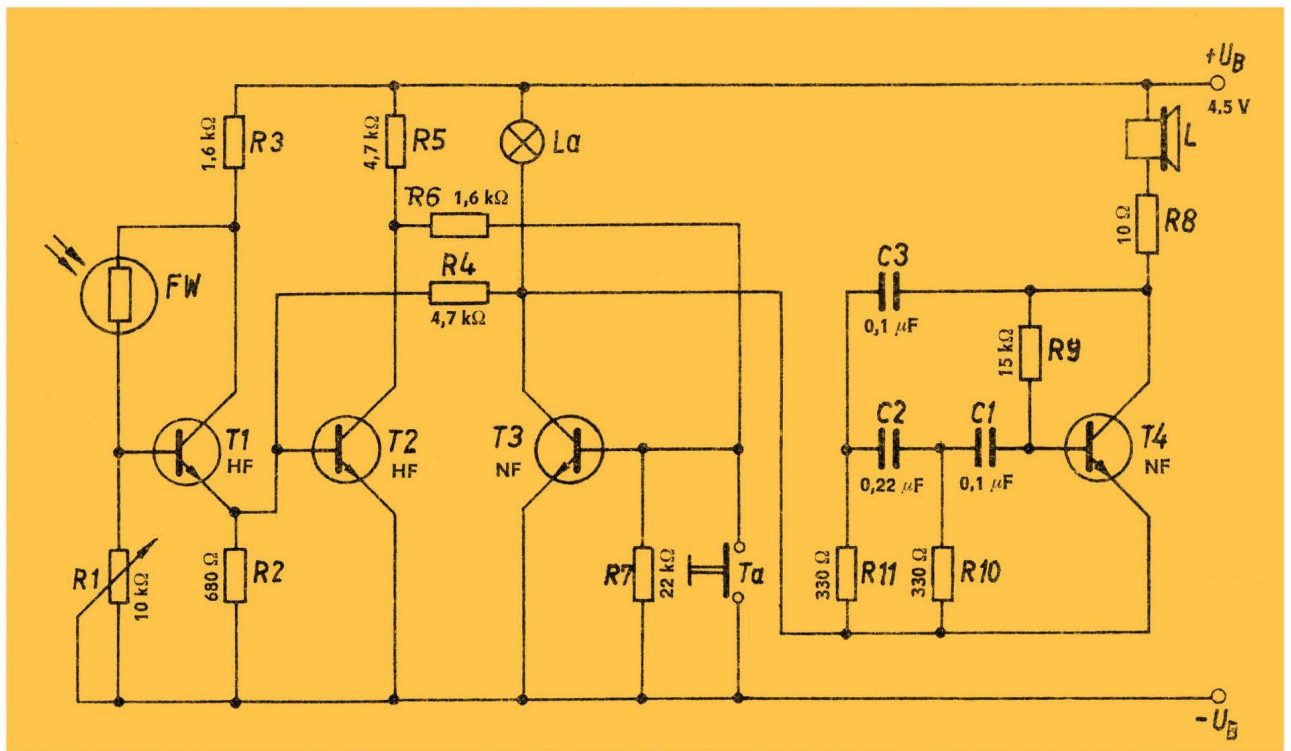 +U_B
4,5 V
1,6 kΩ
R3
4,7 kΩ
R5
La
L
R6 1,6 kΩ
10 Ω
R8
FW
R4
4,7 kΩ
C3
0,1 µF
15 kΩ
R9
T1
HF
T2
HF
T3
NF
C2
0,22 µF
C1
0,1 µF
T4
NF
R1
10 kΩ
680 Ω
R2
R7
22 kΩ
Ta
330 Ω
R11
330 Ω
R10
-U_B